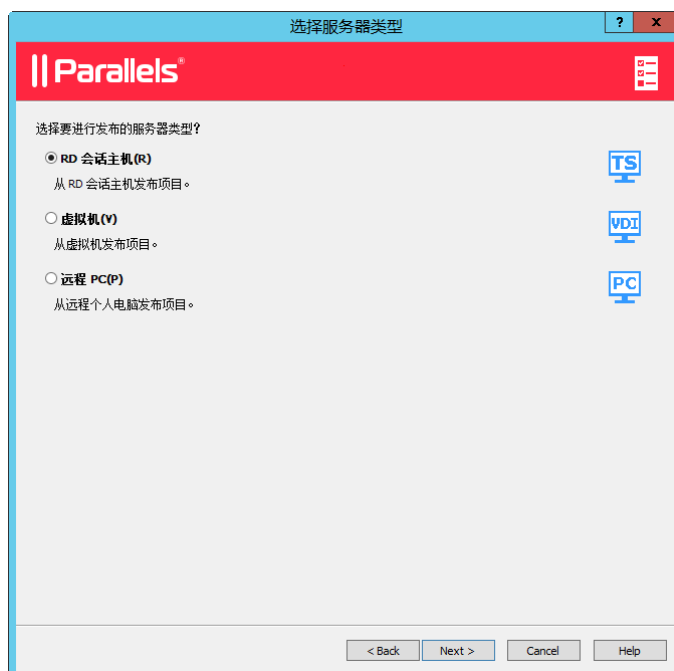 选择服务器类型
? x
Parallels®
选择要进行发布的服务器类型?
RD 会话主机(R)
TS
从 RD 会话主机发布项目。
虚拟机(V)
VDI
从虚拟机发布项目。
远程 PC(P)
PC
从远程个人电脑发布项目。
< Back Next > Cancel Help